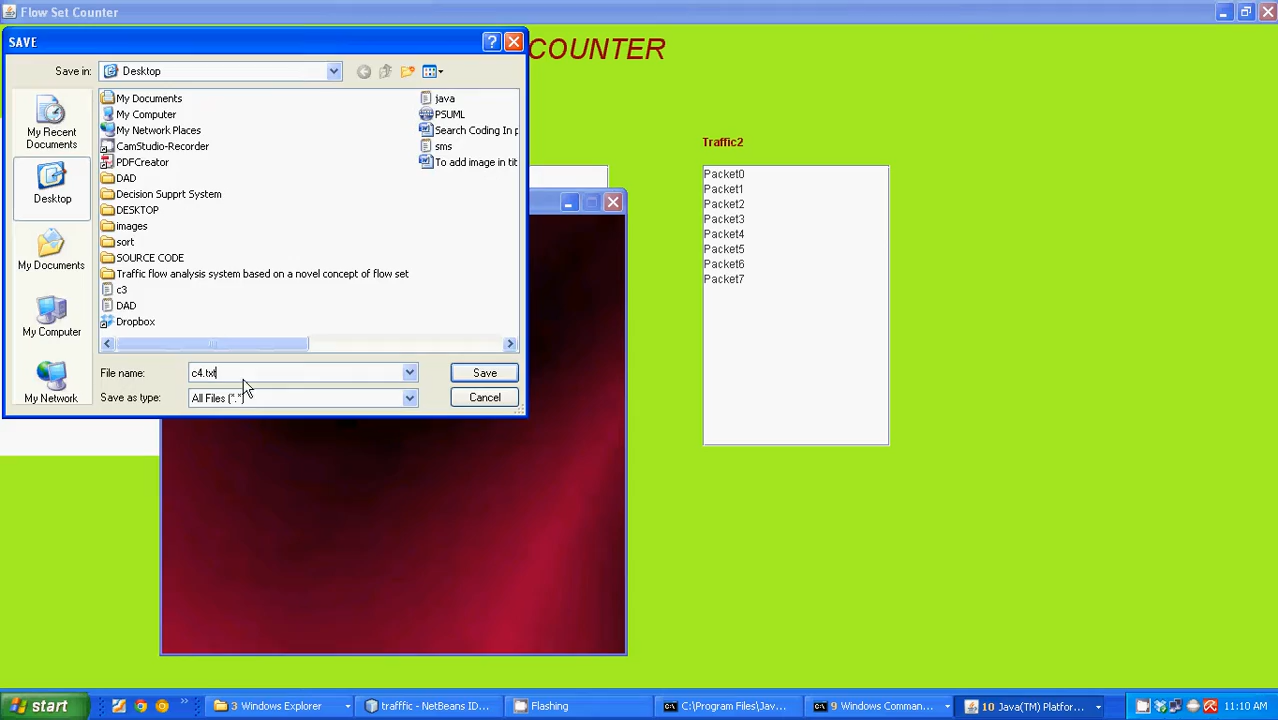 Flow Set Counter
COUNTER
SAVE
Save in:
Desktop
My Recent
Documents
Desktop
My Documents
My Computer
My Network
My Documents
My Computer
My Network Places
CamStudio-Recorder
PDFCreator
DAD
Decision Supprt System
DESKTOP
images
sort
SOURCE CODE
Traffic flow analysis system based on a novel concept of flow set
c3
DAD
Dropbox
java
PSUML
Search Coding In p
sms
To add image in tit
File name:
c4.txt
Save
Save as type:
All Files (*.*)
Cancel
Traffic2
Packet0
Packet1
Packet2
Packet3
Packet4
Packet5
Packet6
Packet7
start
3 Windows Explorer
trafffic - NetBeans ID...
Flashing
C:\Program Files\Jav...
9 Windows Comman...
10 Java(TM) Platfor...
11:10 AM